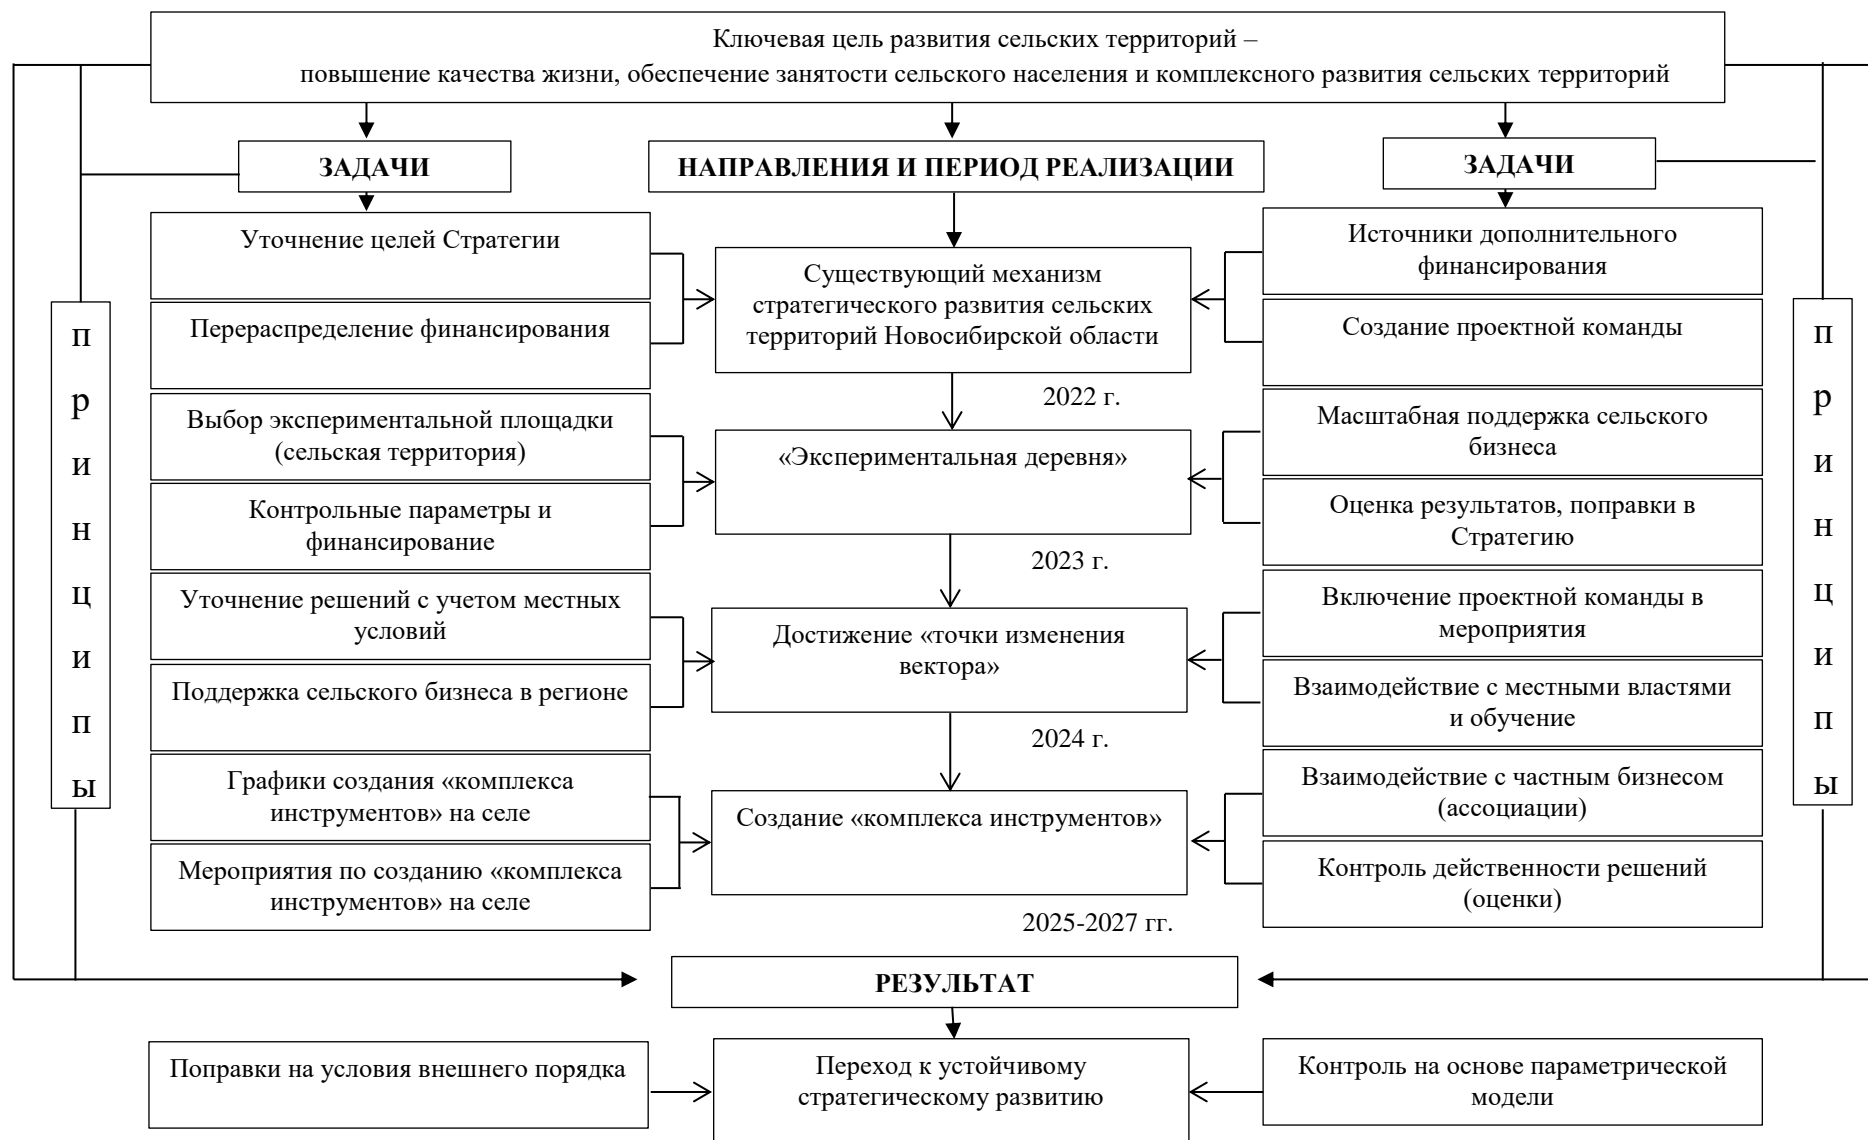 Ключевая цель развития сельских территорий –
повышение качества жизни, обеспечение занятости сельского населения и комплексного развития сельских территорий
ЗАДАЧИ
НАПРАВЛЕНИЯ И ПЕРИОД РЕАЛИЗАЦИИ
ЗАДАЧИ
п
р
и
н
ц
и
п
ы
Уточнение целей Стратегии
Перераспределение финансирования
Выбор экспериментальной площадки
(сельская территория)
Контрольные параметры и
финансирование
Уточнение решений с учетом местных
условий
Поддержка сельского бизнеса в регионе
Графики создания «комплекса
инструментов» на селе
Мероприятия по созданию «комплекса
инструментов» на селе
Существующий механизм
стратегического развития сельских
территорий Новосибирской области
2022 г.
«Экспериментальная деревня»
2023 г.
Достижение «точки изменения
вектора»
2024 г.
Создание «комплекса инструментов»
2025-2027 гг.
Источники дополнительного
финансирования
Создание проектной команды
Масштабная поддержка сельского
бизнеса
Оценка результатов, поправки в
Стратегию
Включение проектной команды в
мероприятия
Взаимодействие с местными властями
и обучение
Взаимодействие с частным бизнесом
(ассоциации)
Контроль действенности решений
(оценки)
п
р
и
н
ц
и
п
ы
РЕЗУЛЬТАТ
Поправки на условия внешнего порядка
Переход к устойчивому
стратегическому развитию
Контроль на основе параметрической
модели